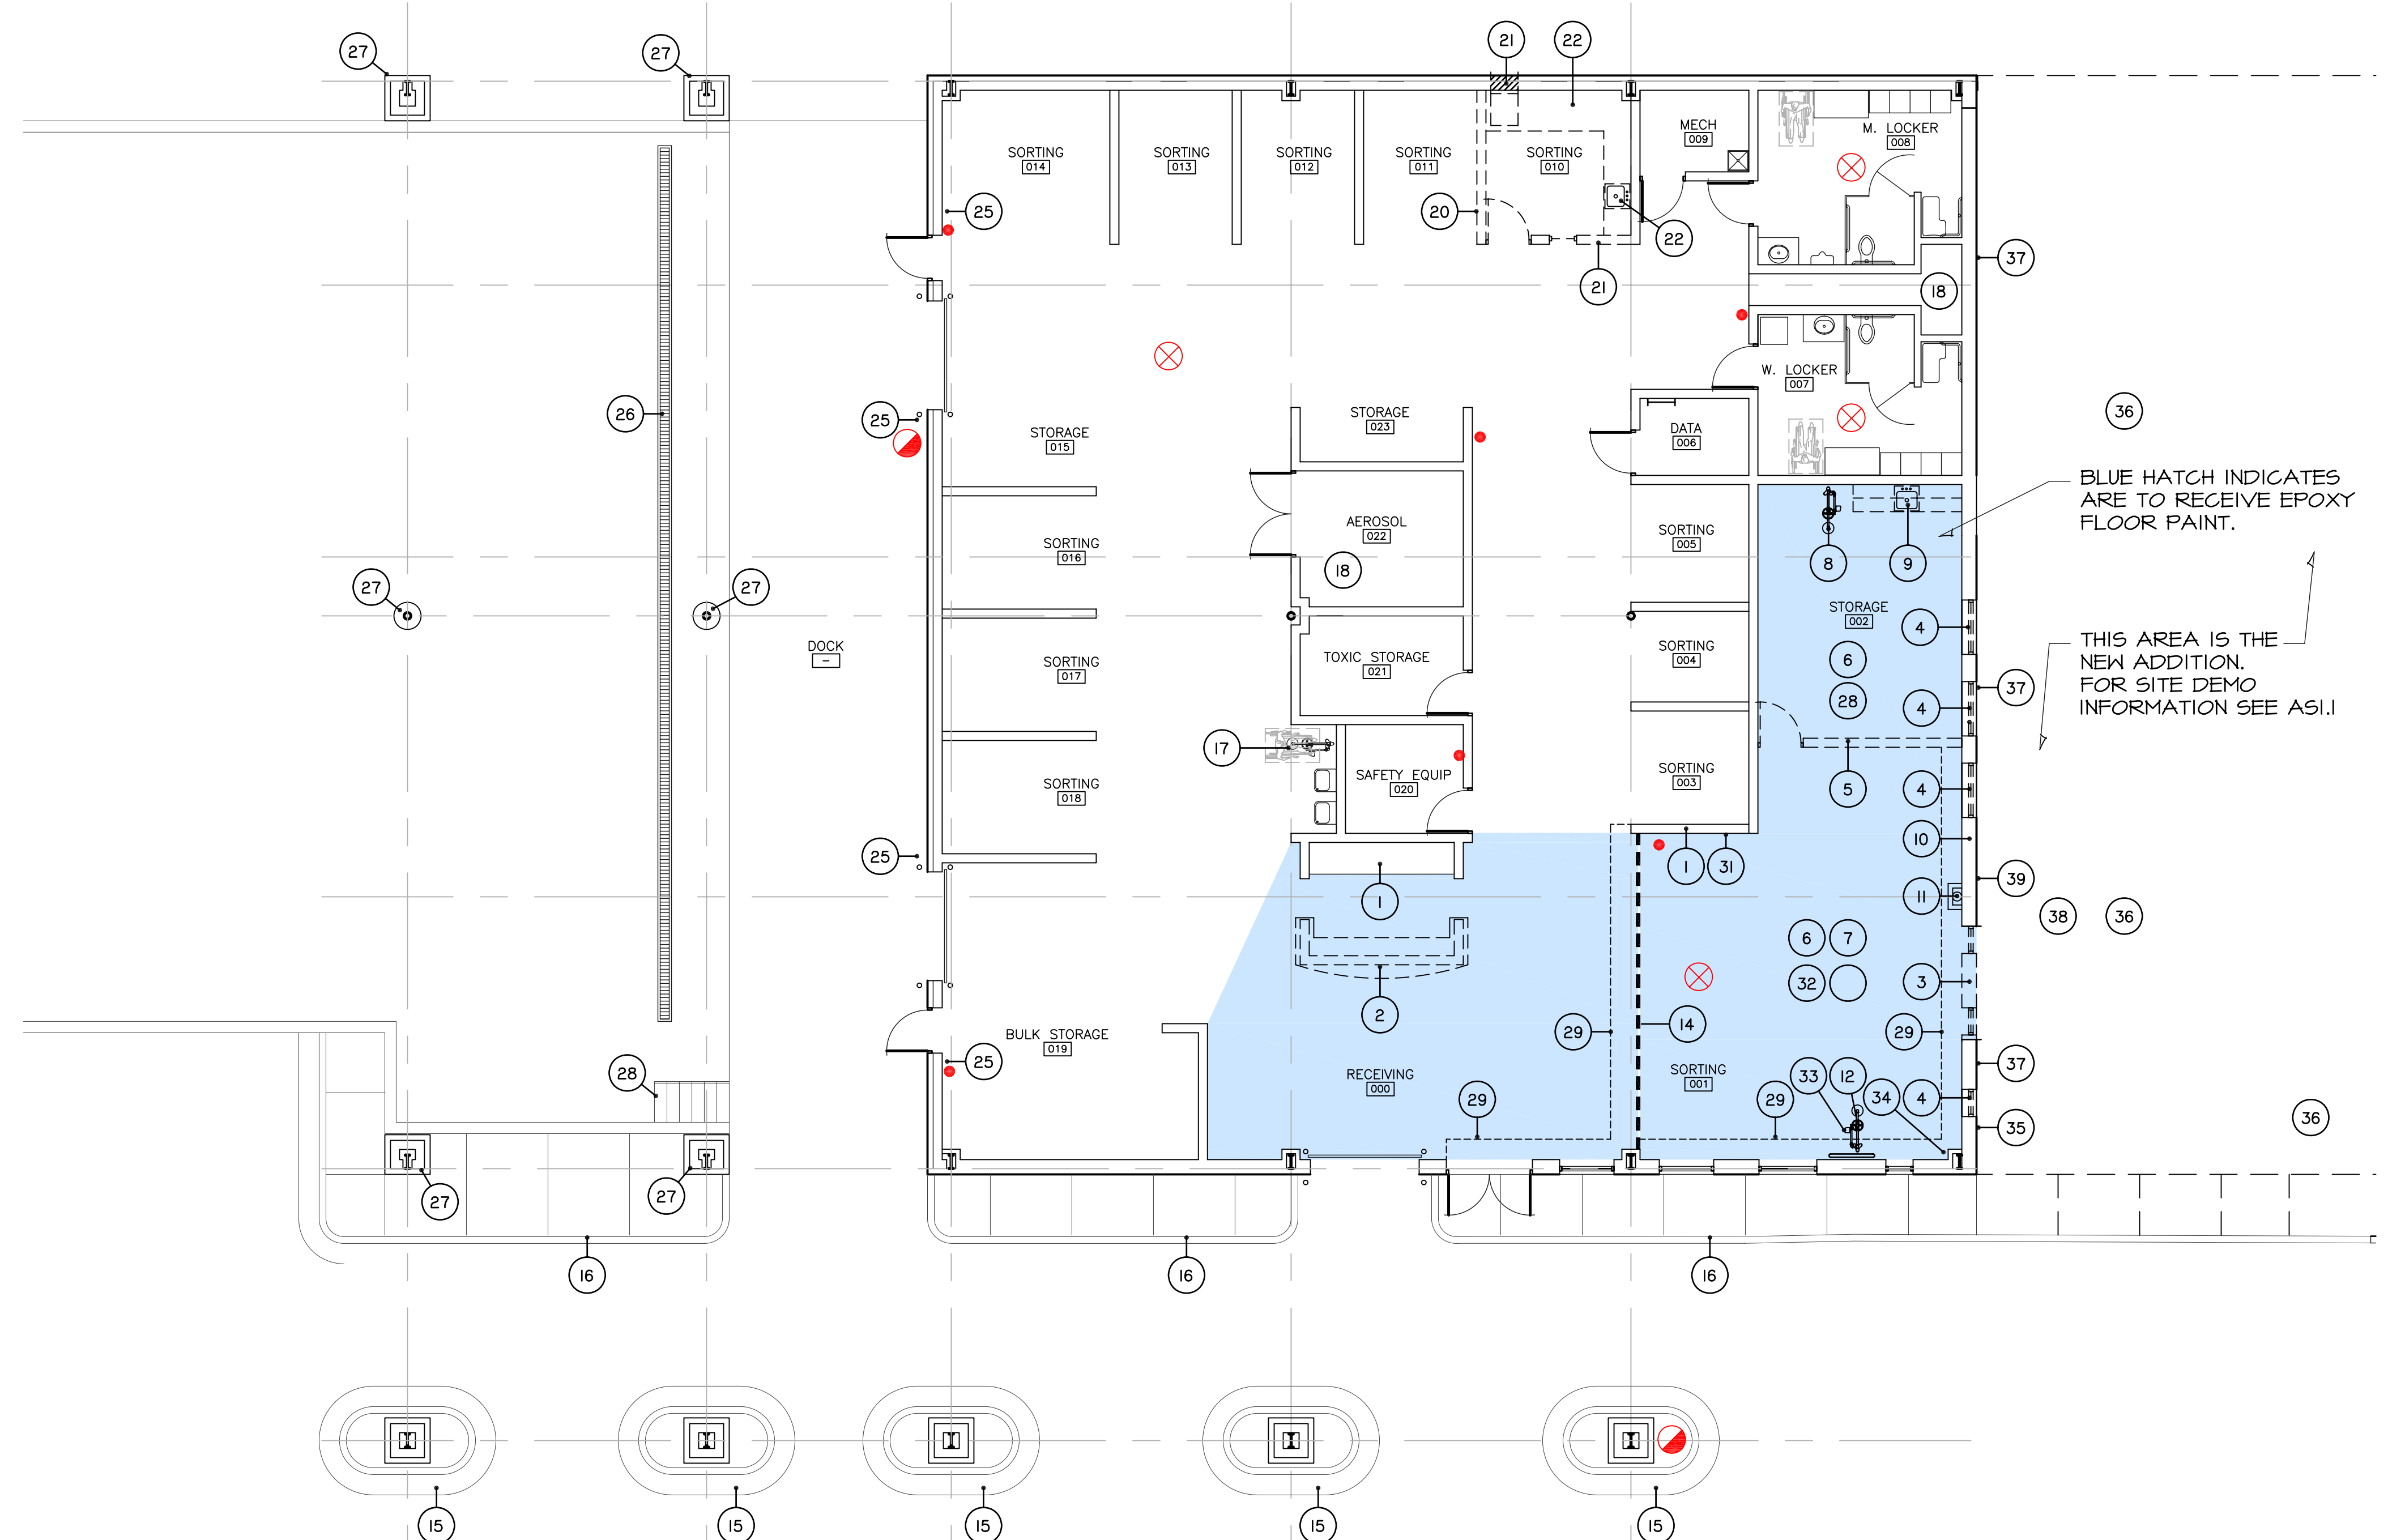 27
27
21
22
SORTING
014
SORTING
013
SORTING
012
SORTING
011
SORTING
010
MECH
009
M. LOCKER
008
25
20
22
21
37
18
26
25
STORAGE
015
STORAGE
023
DATA
006
W. LOCKER
007
36
BLUE HATCH INDICATES
ARE TO RECEIVE EPOXY
FLOOR PAINT.
SORTING
016
AEROSOL
022
18
SORTING
005
8
9
27
27
DOCK
-
SORTING
017
TOXIC STORAGE
021
SORTING
004
STORAGE
002
4
6
28
4
37
THIS AREA IS THE
NEW ADDITION.
FOR SITE DEMO
INFORMATION SEE AS1.1
17
SORTING
018
SAFETY EQUIP
020
SORTING
003
5
4
10
25
1
1
31
11
39
38
36
6
7
32
3
2
29
14
29
BULK STORAGE
019
25
28
RECEIVING
000
SORTING
001
33
12
34
4
37
29
29
35
36
27
27
16
16
16
15
15
15
15
15